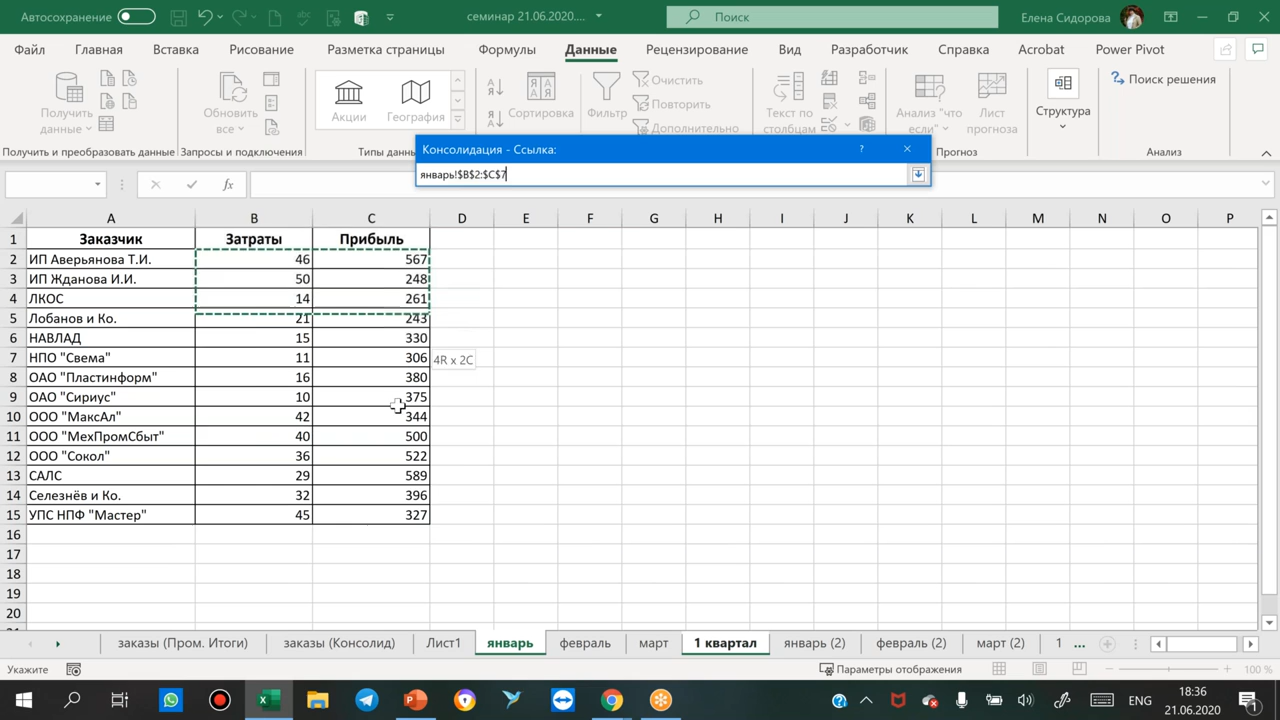 Автосохранение
семинар 21.06.2020....
Поиск
Елена Сидорова
Файл Главная Вставка Рисование Разметка страницы Формулы Данные Рецензирование Вид Разработчик Справка Acrobat Power Pivot
Получить данные
Обновить все
Акции
География
Сортировка
Фильтр
Очистить
Повторить
Дополнительно
Текст по столбцам
Анализ "что если"
Лист прогноза
Структура
Поиск решения
Получить и преобразовать данные
Запросы и подключения
Типы данн
Прогноз
Анализ
Консолидация - Ссылка:
?
январь!$B$2:$C$7
fx
A B C D E F G H I J K L M N O P
1 Заказчик Затраты Прибыль
2 ИП Аверьянова Т.И. 46 567
3 ИП Жданова И.И. 50 248
4 ЛКОС 14 261
5 Лобанов и Ко. 21 243
6 НАВЛАД 15 330
7 НПО "Свема" 11 306
4R x 2C
8 ОАО "Пластинформ" 16 380
9 ОАО "Сириус" 10 375
10 ООО "МаксАл" 42 344
11 ООО "МехПромСбыт" 40 500
12 ООО "Сокол" 36 522
13 САЛС 29 589
14 Селезнёв и Ко. 32 396
15 УПС НПФ "Мастер" 45 327
16
17
18
19
20
заказы (Пром. Итоги) заказы (Консолид) Лист1 январь февраль март 1 квартал январь (2) февраль (2) март (2) 1 ...
Укажите
Параметры отображения
100 %
ENG
18:36
21.06.2020
1